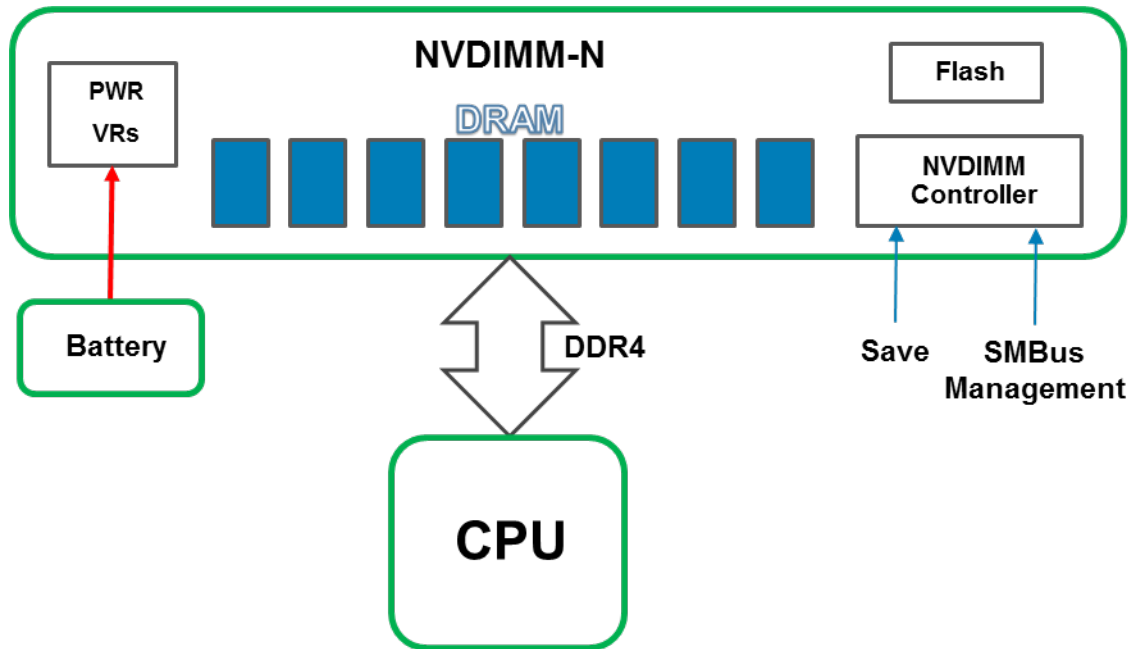 NVDIMM-N
Flash
PWR
VRs
DRAM
NVDIMM
Controller
Battery
DDR4
Save
SMBus
Management
CPU